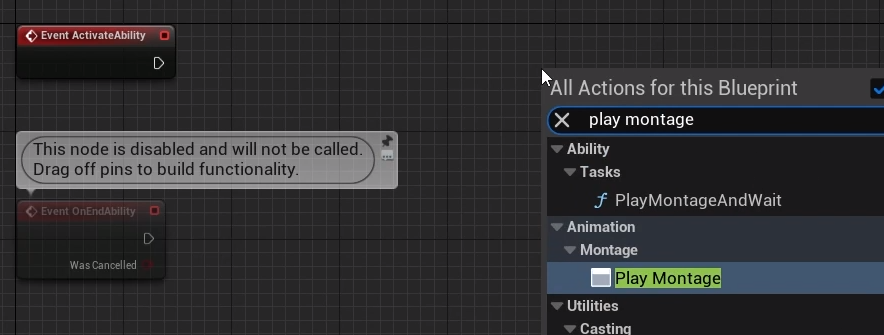 Event ActivateAbility
All Actions for this Blueprint
play montage
This node is disabled and will not be called.
Drag off pins to build functionality.
Ability
Tasks
f PlayMontageAndWait
Event OnEndAbility
Animation
Montage
Was Cancelled
Play Montage
Utilities
Casting